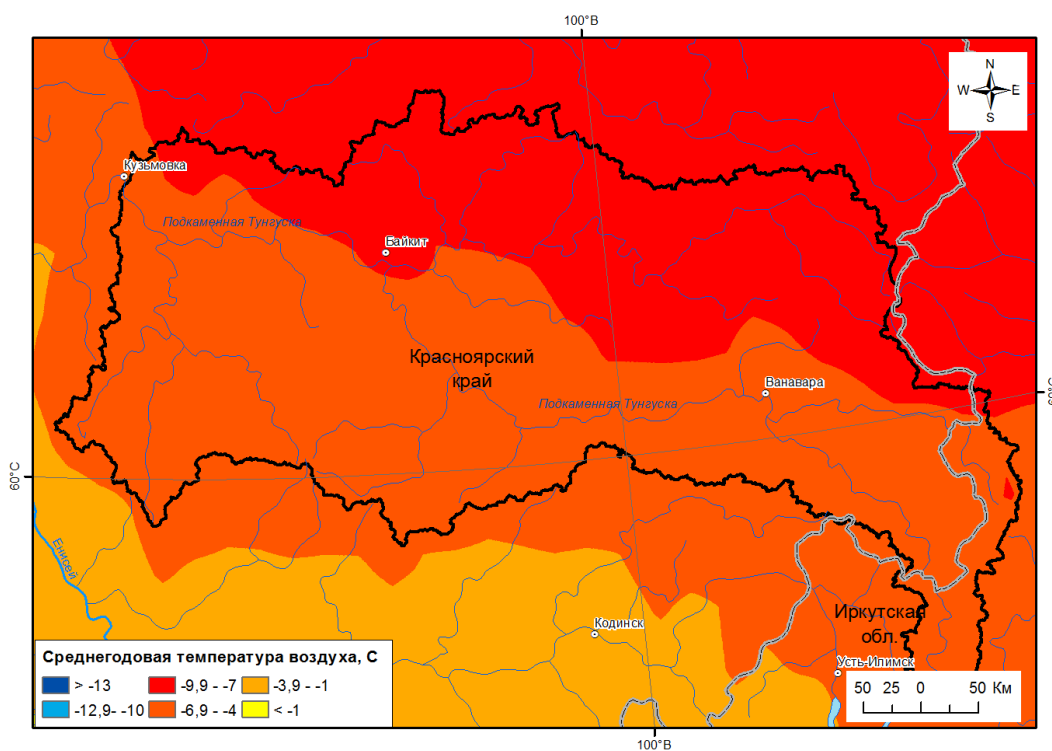 100°В
N
W E
S
Кузьмовка
Подкаменная Тунгуска
Байкит
Красноярский
край
Ванавара
60°С
Подкаменная Тунгуска
60°С
Енисей
Кодинск
Иркутская
обл.
Усть-Илимск
Среднегодовая температура воздуха, С
> -13
-9,9 - -7
-3,9 - -1
-12,9- -10
-6,9 - -4
< -1
50 25 0 50 Км
100°В